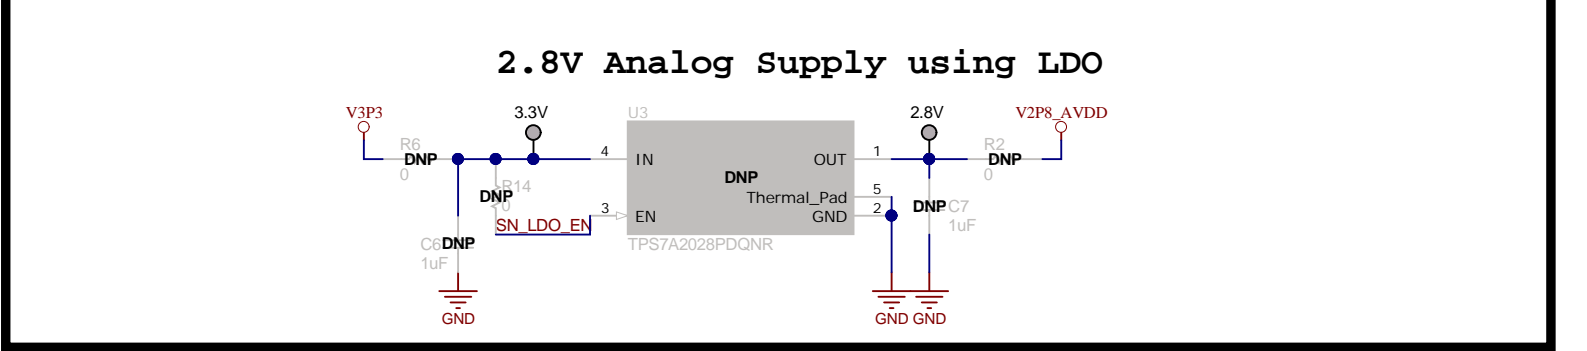 2.8V Analog Supply using LDO
V3P3
3.3V
U3
2.8V
V2P8_AVDD
R6
DNP
0
4
IN
OUT
1
R2
DNP
0
DNP
R14
0
DNP
Thermal_Pad
5
DNP
C7
1uF
3
EN
GND
2
SN_LDO_EN
C6
DNP
1uF
TPS7A2028PDQNR
GND
GND
GND